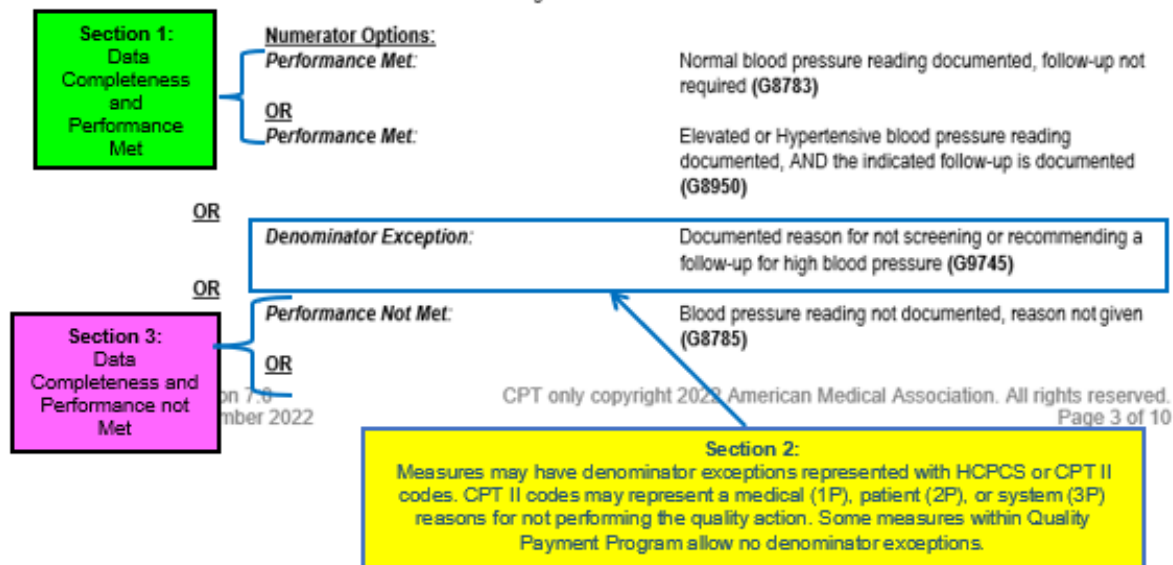 Section 1:
Data
Completeness
and
Performance
Met
Numerator Options:
Performance Met:
Normal blood pressure reading documented, follow-up not
required (G8783)
OR
Performance Met:
Elevated or Hypertensive blood pressure reading
documented, AND the indicated follow-up is documented
(G8950)
OR
Denominator Exception:
Documented reason for not screening or recommending a
follow-up for high blood pressure (G9745)
OR
Performance Not Met:
Blood pressure reading not documented, reason not given
(G8785)
OR
Section 3:
Data
Completeness and
Performance not
Met
on 7.0
CPT only copyright 2022 American Medical Association. All rights reserved.
mber 2022
Page 3 of 10
Section 2:
Measures may have denominator exceptions represented with HCPCS or CPT II
codes. CPT II codes may represent a medical (1P), patient (2P), or system (3P)
reasons for not performing the quality action. Some measures within Quality
Payment Program allow no denominator exceptions.